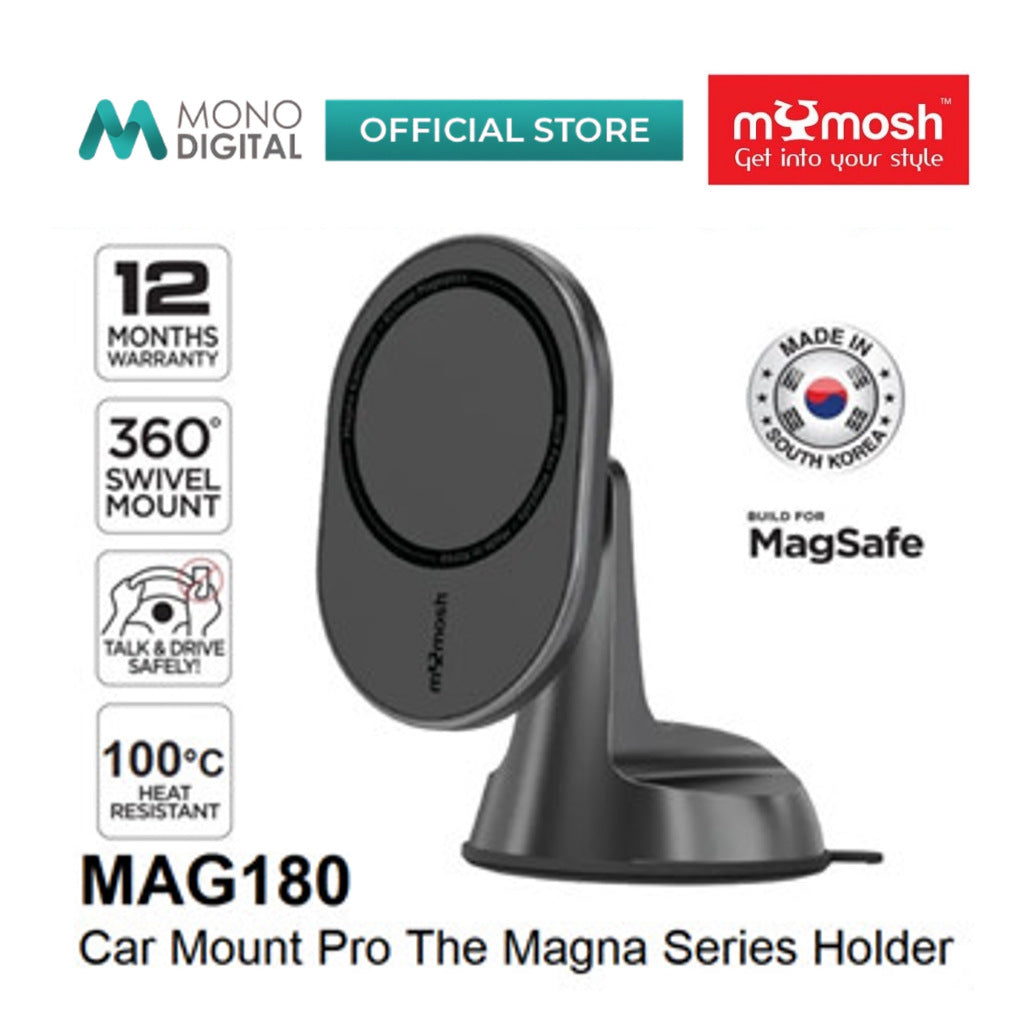 MONO
DIGITAL
OFFICIAL STORE
mymosh™
Get into your style
12
MONTHS
WARRANTY
360°
SWIVEL
MOUNT
TALK & DRIVE
SAFELY!
100°C
HEAT
RESISTANT
MADE IN
SOUTH KOREA
BUILD FOR
MagSafe
mymosh
MAG180
Car Mount Pro The Magna Series Holder